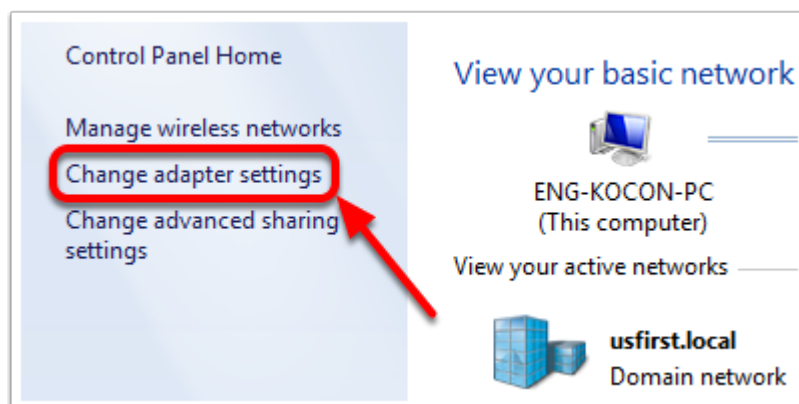 Control Panel Home
Manage wireless networks
Change adapter settings
Change advanced sharing
settings
View your basic network
ENG-KOCON-PC
(This computer)
View your active networks
usfirst.local
Domain network